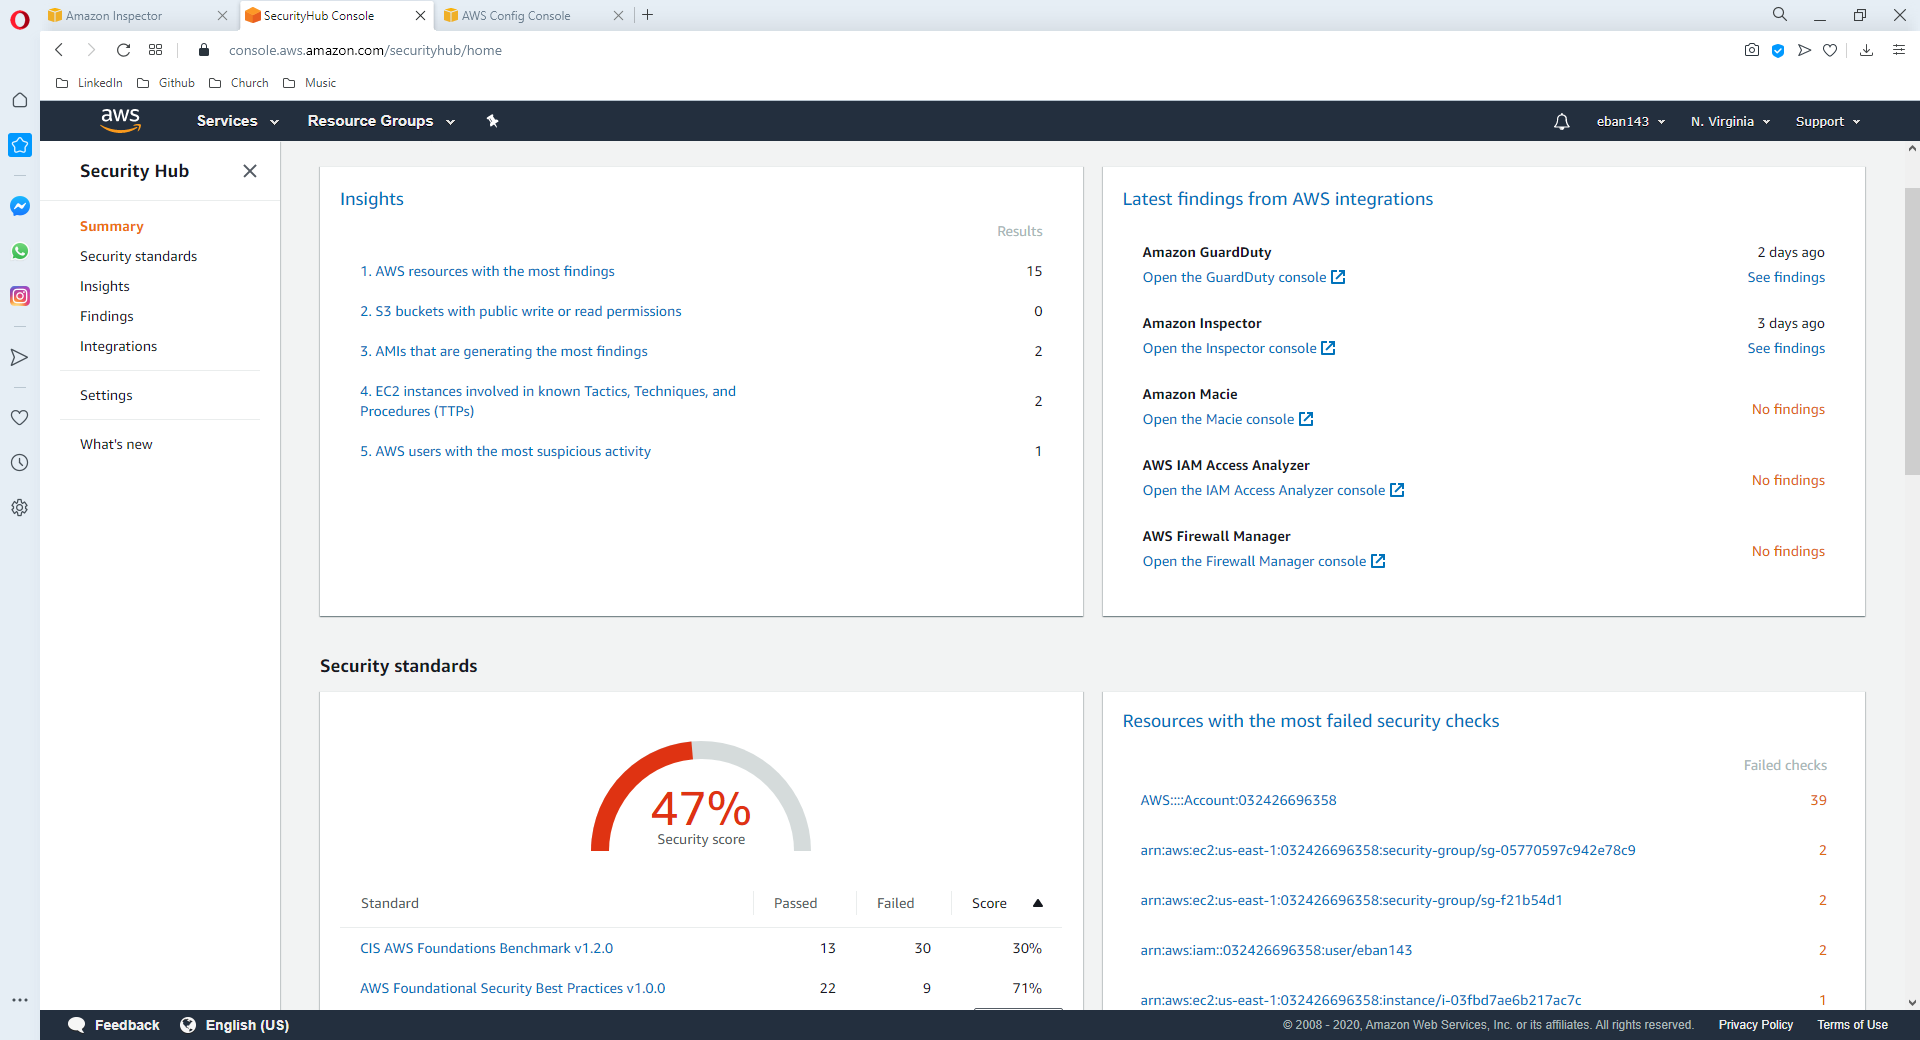 Amazon Inspector
SecurityHub Console
AWS Config Console
console.aws.amazon.com/securityhub/home
LinkedIn
Github
Church
Music
aws
Services
Resource Groups
eban143
N. Virginia
Support
Security Hub
Summary
Security standards
Insights
Findings
Integrations
Settings
What's new
Insights
Results
1. AWS resources with the most findings 15
2. S3 buckets with public write or read permissions 0
3. AMIs that are generating the most findings 2
4. EC2 instances involved in known Tactics, Techniques, and
Procedures (TTPs) 2
5. AWS users with the most suspicious activity 1
Latest findings from AWS integrations
Amazon GuardDuty 2 days ago
Open the GuardDuty console See findings
Amazon Inspector 3 days ago
Open the Inspector console See findings
Amazon Macie
Open the Macie console No findings
AWS IAM Access Analyzer
Open the IAM Access Analyzer console No findings
AWS Firewall Manager
Open the Firewall Manager console No findings
Security standards
47%
Security score
Standard Passed Failed Score
CIS AWS Foundations Benchmark v1.2.0 13 30 30%
AWS Foundational Security Best Practices v1.0.0 22 9 71%
Resources with the most failed security checks
Failed checks
AWS::::Account:032426696358 39
arn:aws:ec2:us-east-1:032426696358:security-group/sg-05770597c942e78c9 2
arn:aws:ec2:us-east-1:032426696358:security-group/sg-f21b54d1 2
arn:aws:iam::032426696358:user/eban143 2
arn:aws:ec2:us-east-1:032426696358:instance/i-03fbd7ae6b217ac7c 1
Feedback
English (US)
© 2008 - 2020, Amazon Web Services, Inc. or its affiliates. All rights reserved.
Privacy Policy
Terms of Use